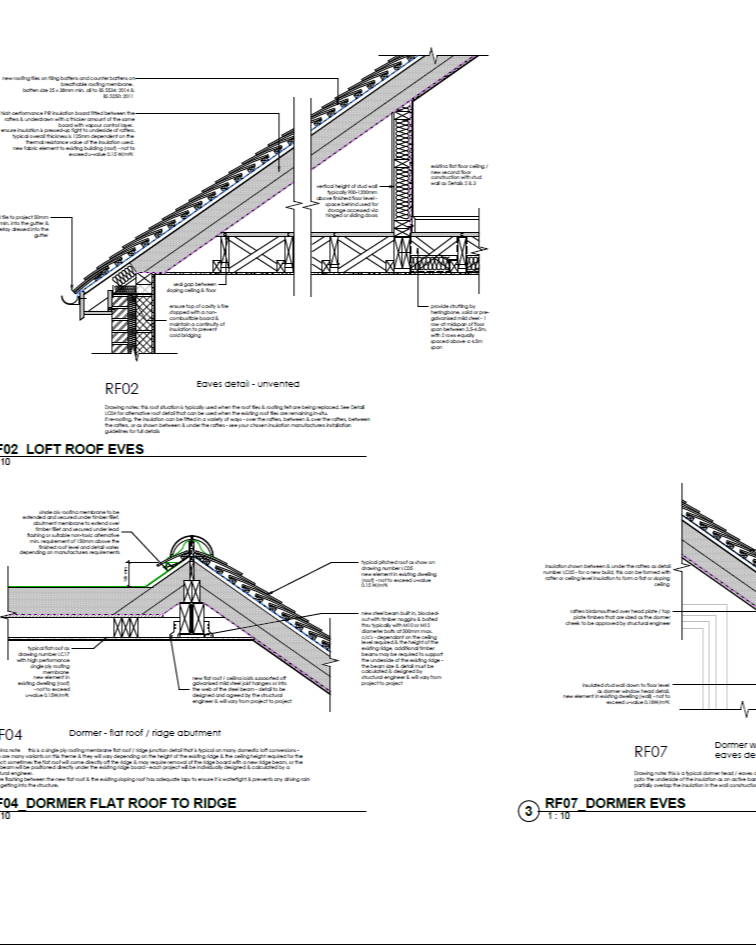 new roofing tiles on tiling battens and counter battens on
breathable roofing membrane.
batten size 25 x 38mm min. all to BS 5534: 2014 &
BS 5250: 2011
high performance PIR insulation board fitted between the
rafters & underdrawn with a thicker amount of the same
board with vapour control layer.
ensure insulation is pressed-up tight to underside of rafters.
typical overall thickness is 125mm dependent on the
thermal resistance value of the insulation used.
new fabric element to existing building (roof) - not to
exceed u-value 0.15 W/m²K
tile to project 50mm
min. into the gutter &
dressed into the
gutter
vertical height of stud wall
typically 900-1200mm
above finished floor level -
space behind used for
storage accessed via
hinged or sliding doors
existing flat floor ceiling /
new second floor
construction with stud
wall as Details 2 & 3
seal gap between
sloping ceiling & floor
ensure top of cavity is fire
stopped with a non-
combustible board &
maintain a continuity of
insulation to prevent
cold bridging
provide strutting by
herringbone, solid or pre-
galvanised mild steel - 1
row at midspan of floor
span between 2.5-4.5m,
with 2 rows equally
spaced above a 4.5m
span
RF02
Eaves detail - unvented
Drawing notes: this roof situation is typically used when the roof tiles & roofing felt are being replaced. See Detail
LC04 for alternative roof detail that can be used when the existing roof tiles are remaining in-situ.
If re-roofing, the insulation can be fitted in a variety of ways - over the rafters, between & over the rafters, between
the rafters, or as shown between & under the rafters - see your chosen insulation manufacturers installation
guidelines for full details
F02_LOFT ROOF EVES
10
single ply roofing membrane to be
extended and secured under timber fillet.
abutment membrane to extend over
timber fillet and secured under lead
flashing or suitable non-toxic alternative
min. requirement of 150mm above the
finished roof level and detail varies
depending on manufactures requirements
typical pitched roof as show on
drawing number LC05
new element in existing dwelling
(roof) - not to exceed u-value
0.15 W/m²K
new steel beam built in, blocked-
out with timber noggins & bolted
thru typically with M10 or M12
diameter bolts at 500mm max.
c/c's - dependant on the ceiling
level required & the height of the
existing ridge, additional timber
beams may be required to support
the underside of the existing ridge -
the beam size & detail must be
calculated & designed by
structural engineer & will vary from
project to project
typical flat roof as
drawing number LC17
with high performance
single ply roofing
membrane
new element in
existing dwelling (roof)
- not to exceed
u-value 0.15W/m²K
new flat roof / ceiling joists supported off
galvanised mild steel joist hangers or into
the web of the steel beam - detail to be
designed and agreed by the structural
engineer & will vary from project to project
F04
Dormer - flat roof / ridge abutment
note this is a single ply roofing membrane flat roof / ridge junction detail that is typical on many domestic loft conversions -
are many variants on this theme & they will vary depending on the height of the existing ridge & the ceiling height required for the
sometimes the flat roof will come directly off the ridge & may require removal of the ridge board with a new ridge beam, or the
beam will be positioned directly under the existing ridge board - each project will be individually designed & calculated by a
engineer.
flashing between the new flat roof & the existing sloping roof has adequate laps to ensure it is watertight & prevents any driving rain
getting into the structure.
F04_DORMER FLAT ROOF TO RIDGE
10
insulation shown between & under the rafters as detail
number LC05 - for a new build, this can be formed with
rafter or ceiling level insulation to form a flat or sloping
ceiling
rafters birdsmouthed over head plate / top
plate timbers that are sized as the dormer
cheek to be approved by structural engineer
insulated stud wall down to floor level
as dormer window head detail.
new element in existing dwelling (wall) - not to
exceed u-value 0.18W/m²K
RF07
Dormer w
eaves de
Drawing note: this is a typical dormer head / eaves
upto the underside of the insulation as an active
partially overlap the insulation in the wall
3 RF07_DORMER EVES
1 : 10